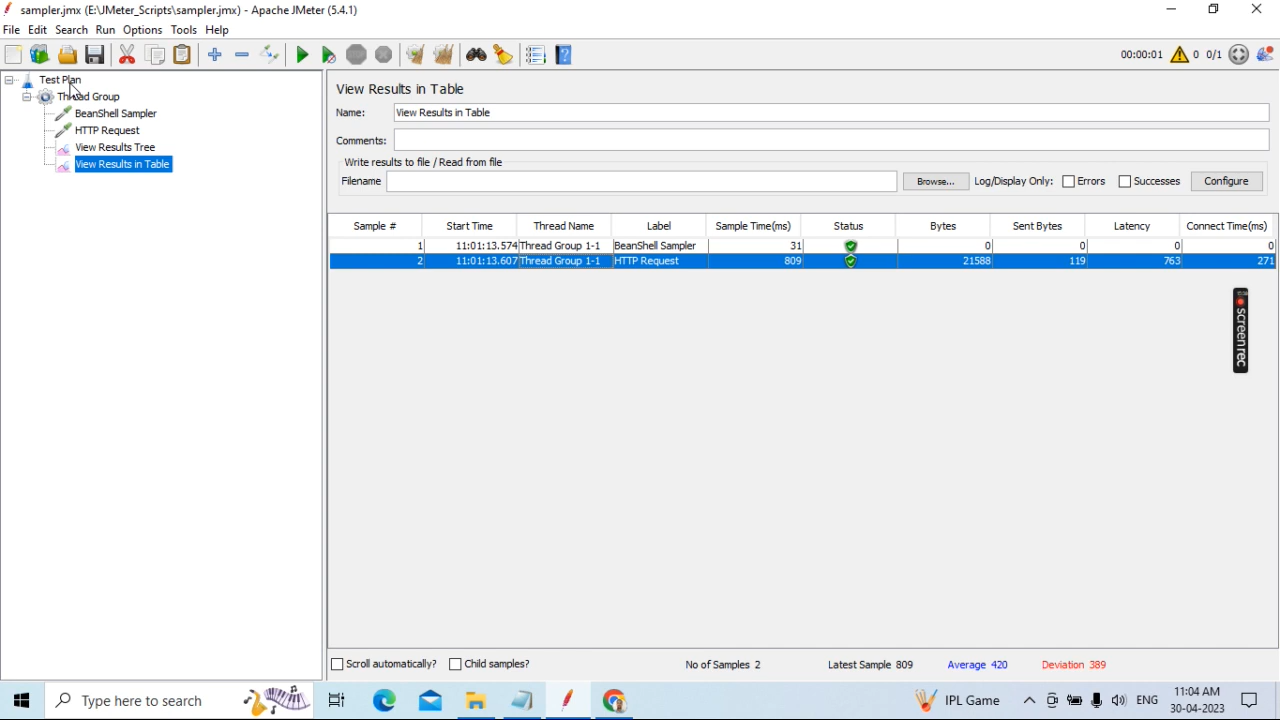 sampler.jmx (E:\JMeter_Scripts\sampler.jmx) - Apache JMeter (5.4.1)
File Edit Search Run Options Tools Help
00:00:01 0 0/1
Test Plan
Thread Group
BeanShell Sampler
HTTP Request
View Results Tree
View Results in Table
View Results in Table
Name: View Results in Table
Comments:
Write results to file / Read from file
Filename Browse... Log/Display Only: Errors Successes Configure
Sample # Start Time Thread Name Label Sample Time(ms) Status Bytes Sent Bytes Latency Connect Time(ms)
1 11:01:13.574 Thread Group 1-1 BeanShell Sampler 31 0 0 0 0
2 11:01:13.607 Thread Group 1-1 HTTP Request 809 21588 119 763 271
screenrec
Scroll automatically? Child samples? No of Samples 2 Latest Sample 809 Average 420 Deviation 389
Type here to search IPL Game ENG 11:04 AM
30-04-2023